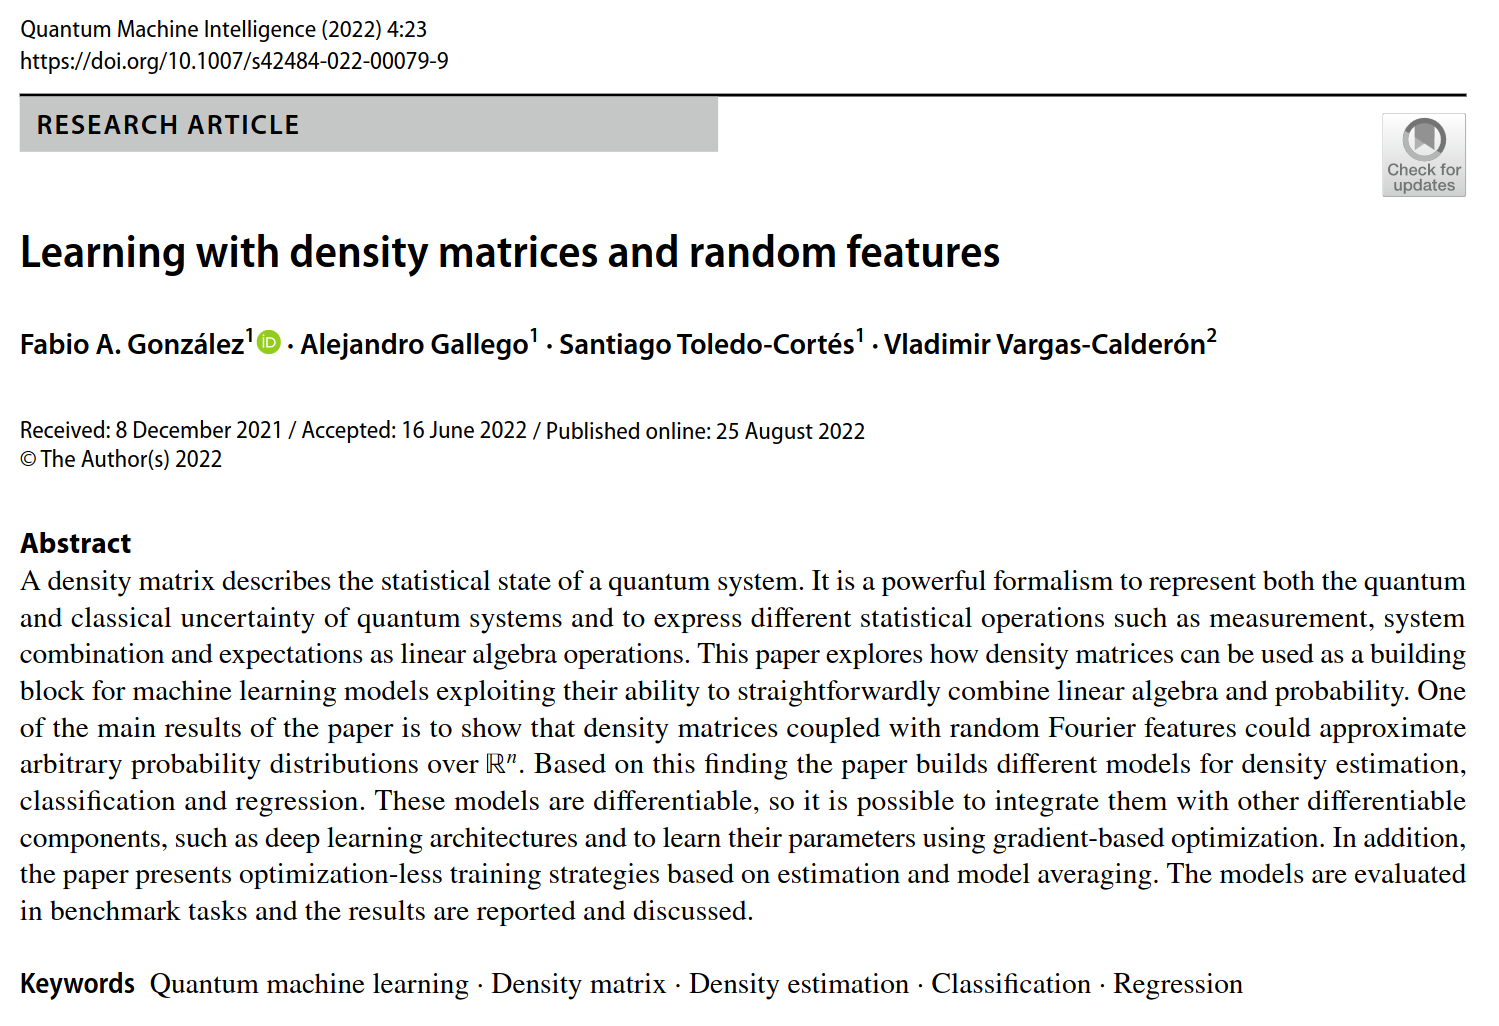 Quantum Machine Intelligence (2022) 4:23
https://doi.org/10.1007/s42484-022-00079-9
RESEARCH ARTICLE
Check for
updates
Learning with density matrices and random features
Fabio A. González1 iD · Alejandro Gallego1 · Santiago Toledo-Cortés1 · Vladimir Vargas-Calderón2
Received: 8 December 2021 / Accepted: 16 June 2022 / Published online: 25 August 2022
© The Author(s) 2022
Abstract
A density matrix describes the statistical state of a quantum system. It is a powerful formalism to represent both the quantum
and classical uncertainty of quantum systems and to express different statistical operations such as measurement, system
combination and expectations as linear algebra operations. This paper explores how density matrices can be used as a building
block for machine learning models exploiting their ability to straightforwardly combine linear algebra and probability. One
of the main results of the paper is to show that density matrices coupled with random Fourier features could approximate
arbitrary probability distributions over ℝⁿ. Based on this finding the paper builds different models for density estimation,
classification and regression. These models are differentiable, so it is possible to integrate them with other differentiable
components, such as deep learning architectures and to learn their parameters using gradient-based optimization. In addition,
the paper presents optimization-less training strategies based on estimation and model averaging. The models are evaluated
in benchmark tasks and the results are reported and discussed.
Keywords Quantum machine learning · Density matrix · Density estimation · Classification · Regression